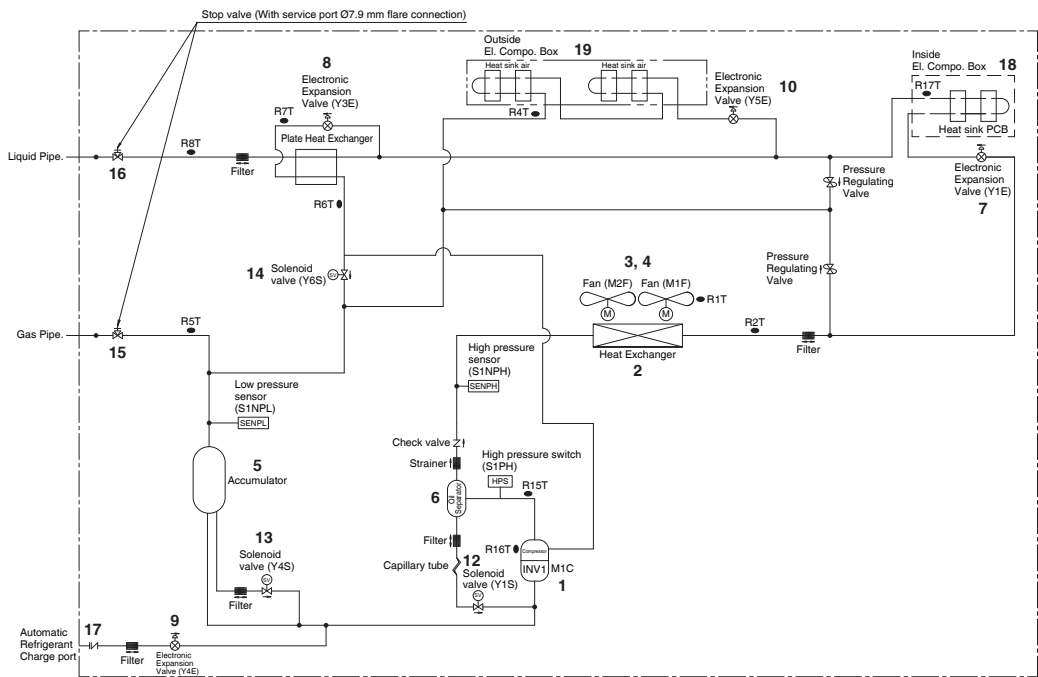 Stop valve (With service port Ø7.9 mm flare connection)
Outside
El. Compo. Box
19
Heat sink air
Heat sink air
Inside
El. Compo. Box
18
R17T
Heat sink PCB
8
Electronic
Expansion
Valve (Y3E)
R7T
Plate Heat Exchanger
R4T
Electronic
Expansion
Valve (Y5E)
10
Liquid Pipe.
16
R8T
Filter
R6T
Pressure
Regulating
Valve
Electronic
Expansion
Valve (Y1E)
7
14
Solenoid
valve (Y6S)
SV
3, 4
Fan (M2F)
Fan (M1F)
M
M
R1T
Pressure
Regulating
Valve
Gas Pipe.
15
R5T
R2T
Filter
Heat Exchanger
2
High pressure
sensor
(S1NPH)
SENPH
Low pressure
sensor
(S1NPL)
SENPL
Check valve
Strainer
High pressure switch
(S1PH)
HPS
R15T
5
Accumulator
6
Oil
Separator
Filter
Capillary tube
R16T
Compressor
INV1
M1C
1
12
Solenoid
valve (Y1S)
SV
13
Solenoid
valve (Y4S)
SV
Filter
Automatic
Refrigerant
Charge port
17
Filter
9
Electronic
Expansion
Valve (Y4E)